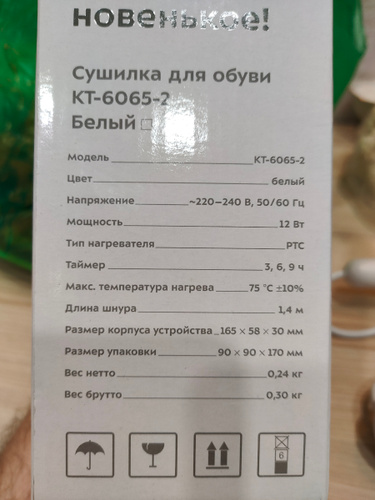 новенькое!
Сушилка для обуви
КТ-6065-2
Белый
Модель КТ-6065-2
Цвет белый
Напряжение ~220–240 В, 50/60 Гц
Мощность 12 Вт
Тип нагревателя PTC
Таймер 3, 6, 9 ч
Макс. температура нагрева 75 °С ±10%
Длина шнура 1,4 м
Размер корпуса устройства 165 × 58 × 30 мм
Размер упаковки 90 × 90 × 170 мм
Вес нетто 0,24 кг
Вес брутто 0,30 кг
6